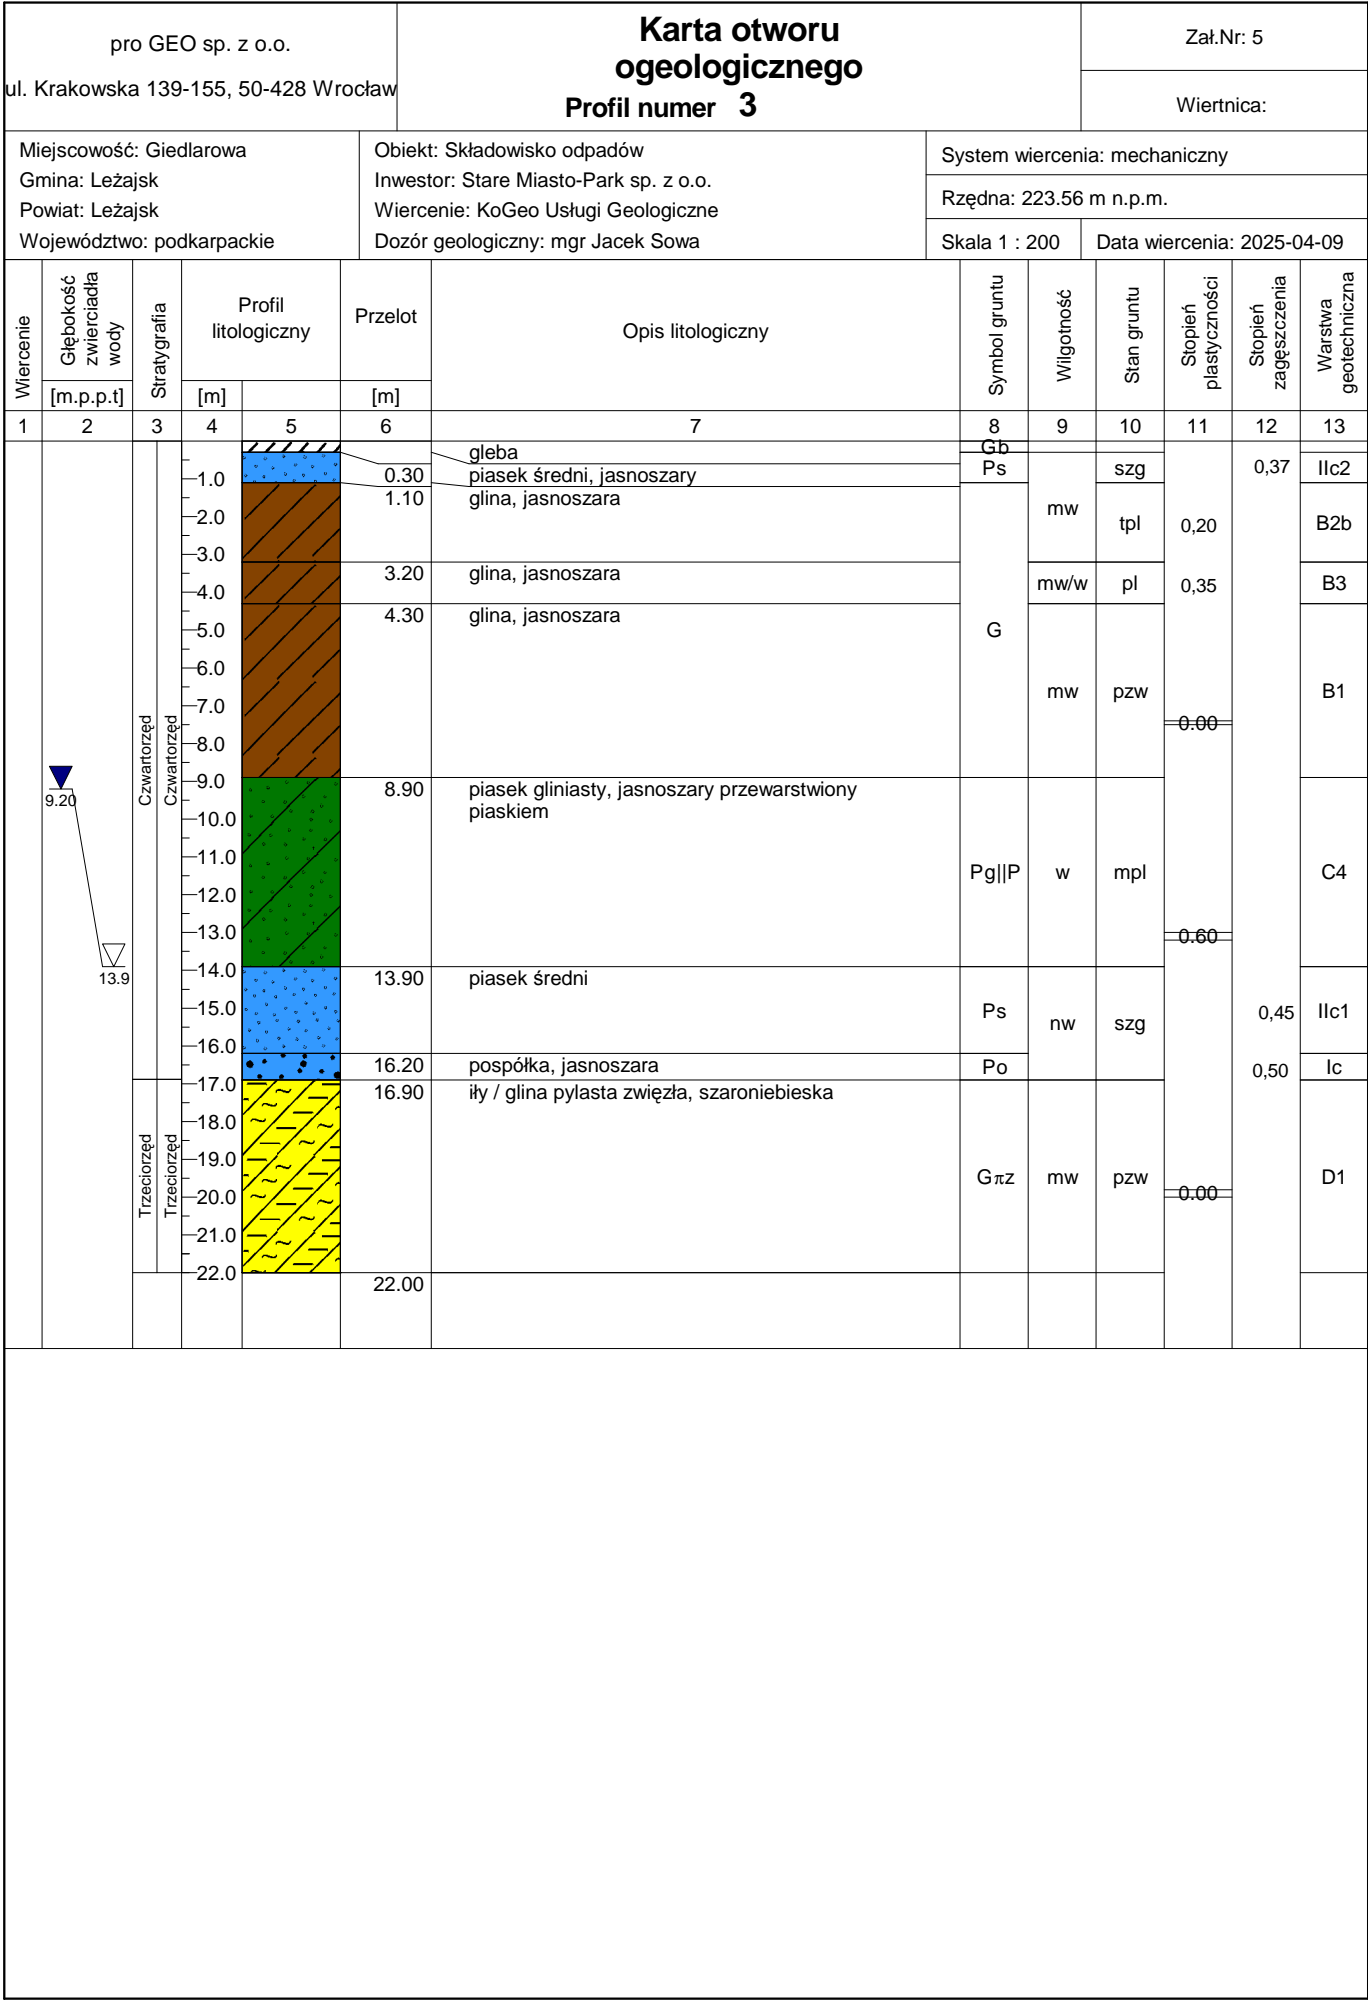 pro GEO sp. z o.o.
ul. Krakowska 139-155, 50-428 Wrocław
Karta otworu
ogeologicznego
Profil numer 3
Zał.Nr: 5
Wiertnica:
Miejscowość: Giedlarowa
Gmina: Leżajsk
Powiat: Leżajsk
Województwo: podkarpackie
Obiekt: Składowisko odpadów
Inwestor: Stare Miasto-Park sp. z o.o.
Wiercenie: KoGeo Usługi Geologiczne
Dozór geologiczny: mgr Jacek Sowa
System wiercenia: mechaniczny
Rzędna: 223.56 m n.p.m.
Skala 1 : 200
Data wiercenia: 2025-04-09
Wiercenie
Głębokość
zwierciadła
wody
[m.p.p.t]
Stratygrafia
Profil
litologiczny
[m]
Przelot
[m]
Opis litologiczny
Symbol gruntu
Wilgotność
Stan gruntu
Stopień
plastyczności
Stopień
zagęszczenia
Warstwa
geotechniczna
1 2 3 4 5 6 7 8 9 10 11 12 13
gleba
Gb
0.30 piasek średni, jasnoszary
Ps szg 0,37 IIc2
1.10 glina, jasnoszara
mw tpl 0,20 B2b
3.20 glina, jasnoszara
mw/w pl 0,35 B3
4.30 glina, jasnoszara
G
mw pzw 0.00 B1
8.90 piasek gliniasty, jasnoszary przewarstwiony
piaskiem
Pg||P w mpl 0.60 C4
13.90 piasek średni
Ps nw szg 0,45 IIc1
16.20 pospółka, jasnoszara
Po 0,50 Ic
16.90 iły / glina pylasta zwięzła, szaroniebieska
Gπz mw pzw 0.00 D1
22.00
1.0
2.0
3.0
4.0
5.0
6.0
7.0
8.0
9.0
10.0
11.0
12.0
13.0
14.0
15.0
16.0
17.0
18.0
19.0
20.0
21.0
22.0
9.20
13.9
Czwartorzęd
Czwartorzęd
Trzeciorzęd
Trzeciorzęd